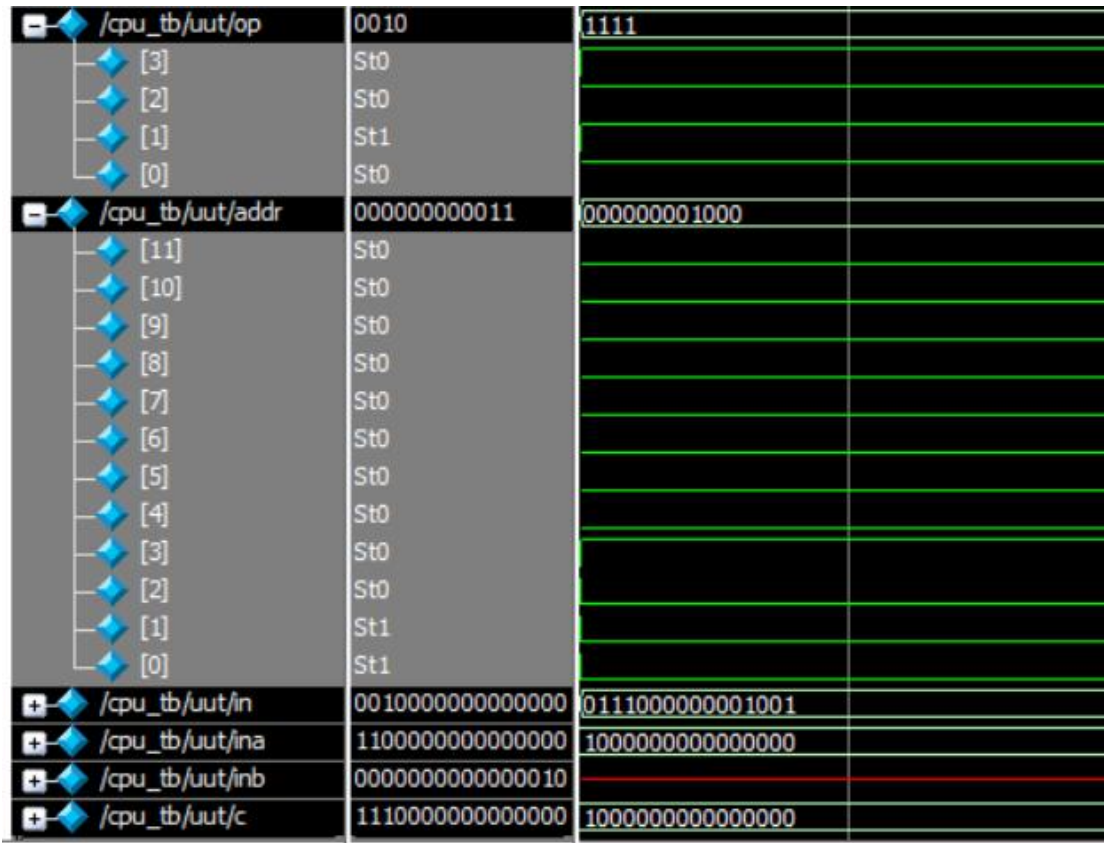 /cpu_tb/uut/op 0010 1111
[3] St0
[2] St0
[1] St1
[0] St0
/cpu_tb/uut/addr 000000000011 000000001000
[11] St0
[10] St0
[9] St0
[8] St0
[7] St0
[6] St0
[5] St0
[4] St0
[3] St0
[2] St0
[1] St1
[0] St1
/cpu_tb/uut/in 0010000000000000 0111000000001001
/cpu_tb/uut/ina 1100000000000000 1000000000000000
/cpu_tb/uut/inb 0000000000000010
/cpu_tb/uut/c 1110000000000000 1000000000000000